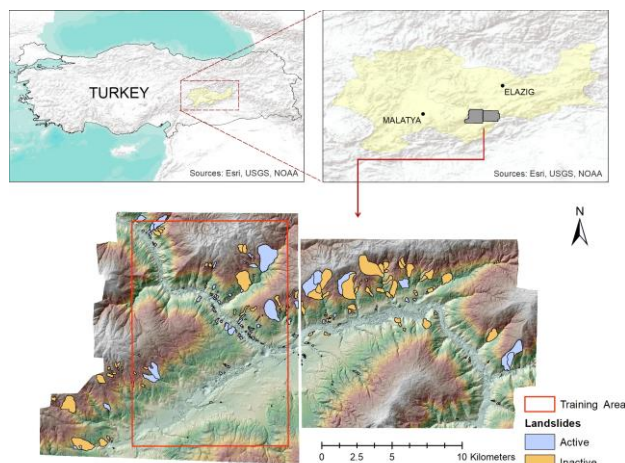 TURKEY
Sources: Esri, USGS, NOAA
ELAZIG
MALATYA
Sources: Esri, USGS, NOAA
N
Training Area
Landslides
Active
Inactive
0 2.5 5 10 Kilometers